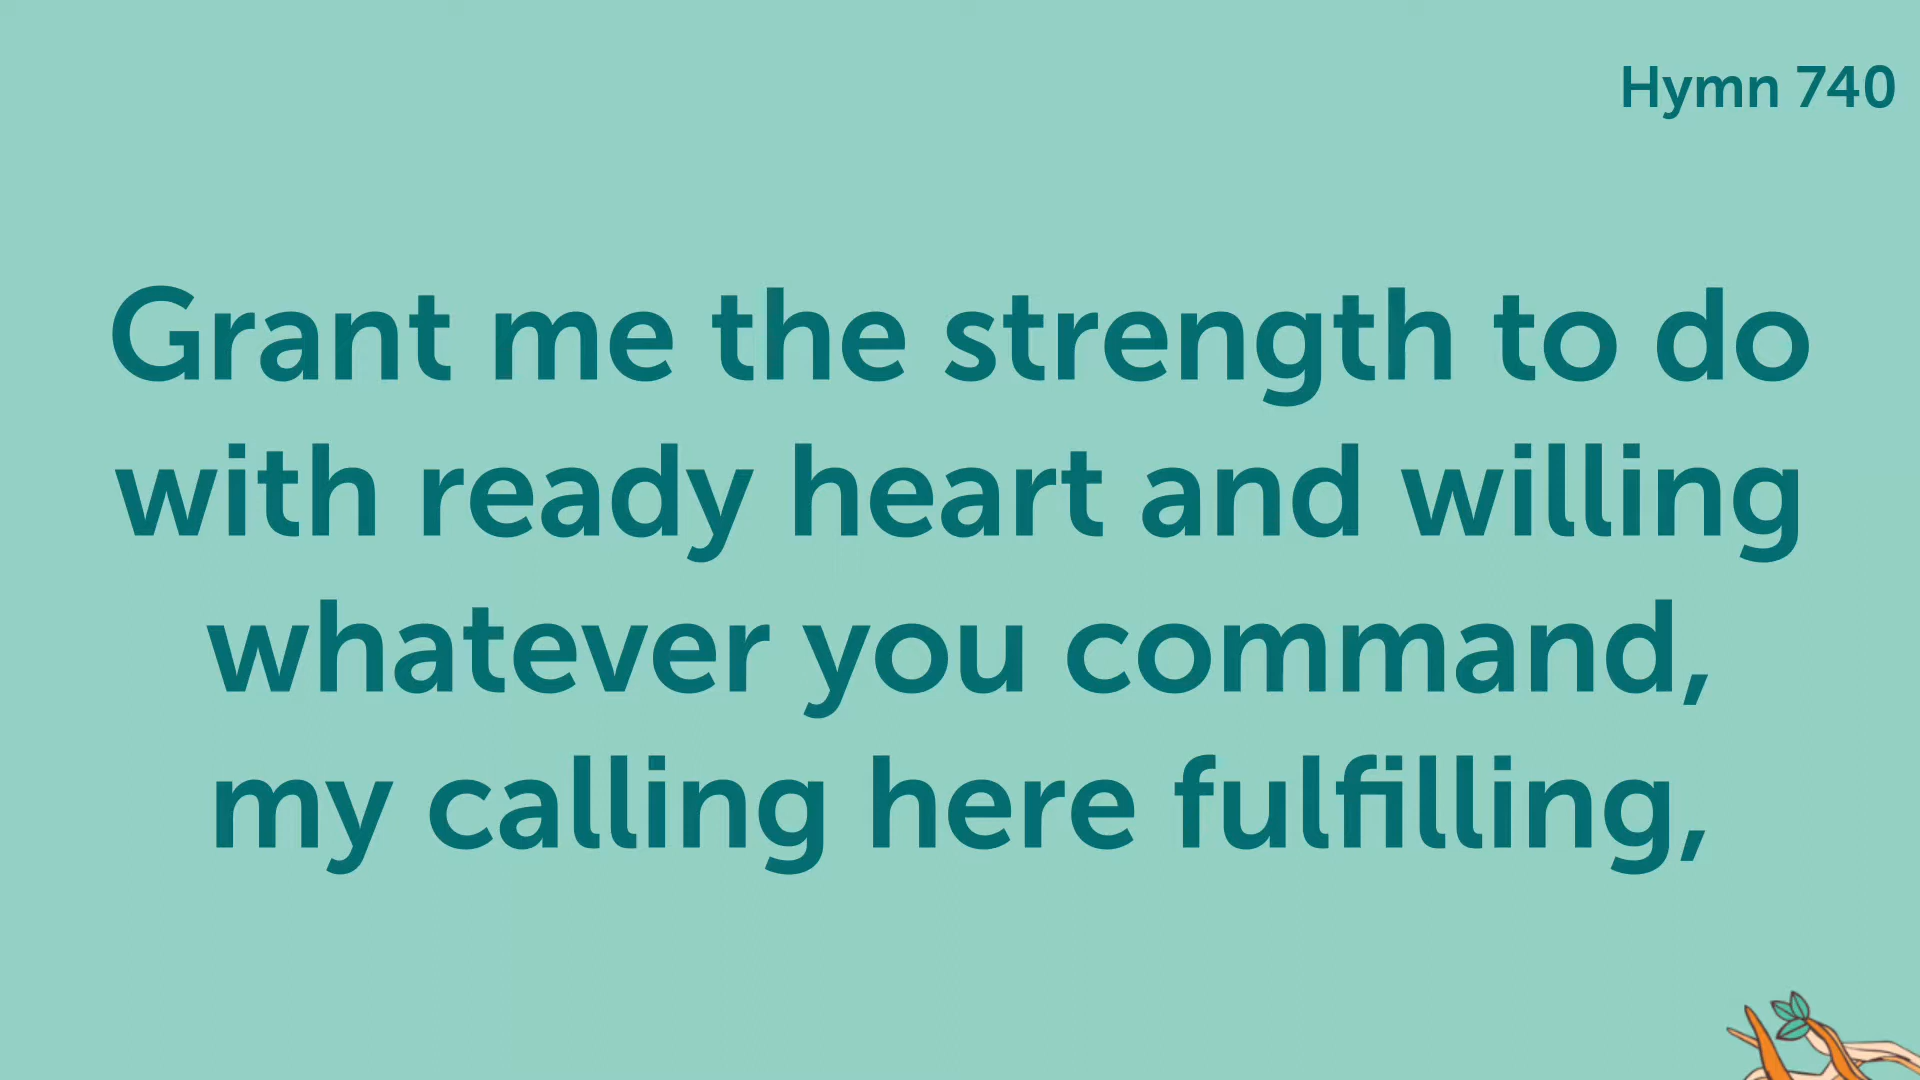 Hymn 740
Grant me the strength to do
with ready heart and willing
whatever you command,
my calling here fulfilling,